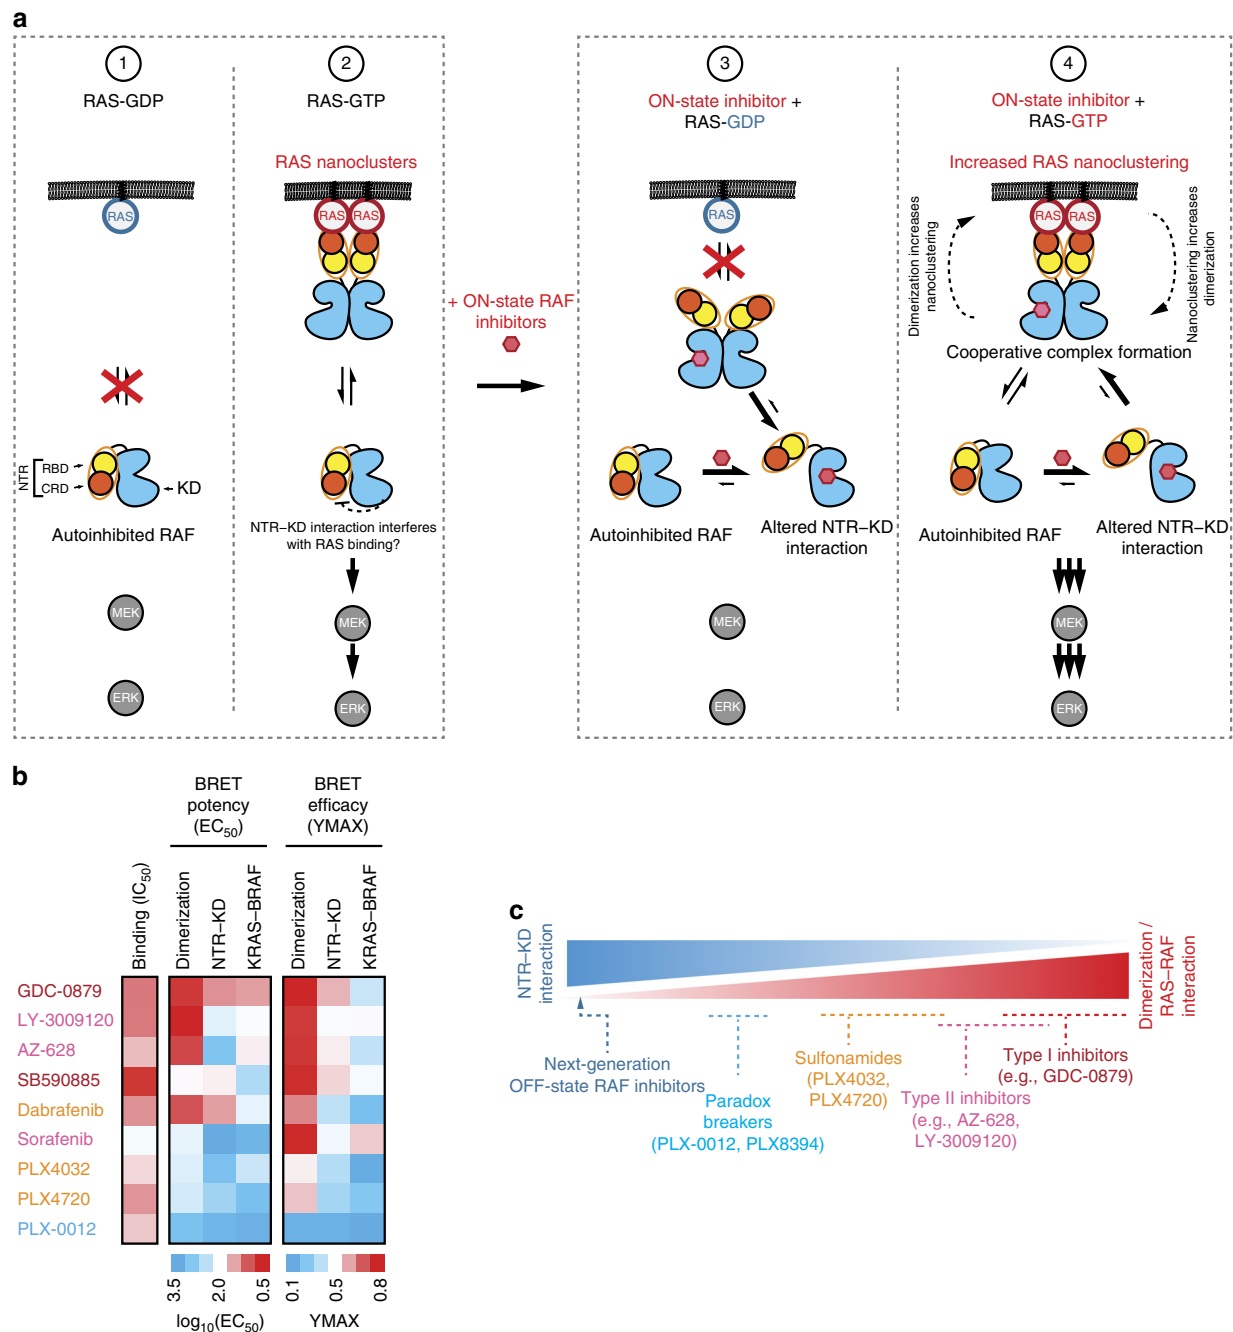 a
1
RAS-GDP
RAS
NTR
RBD
CRD
KD
Autoinhibited RAF
MEK
ERK
2
RAS-GTP
RAS nanoclusters
RAS RAS
NTR–KD interaction interferes
with RAS binding?
MEK
ERK
+ ON-state RAF
inhibitors
3
ON-state inhibitor +
RAS-GDP
RAS
Autoinhibited RAF
Altered NTR–KD
interaction
MEK
ERK
4
ON-state inhibitor +
RAS-GTP
Increased RAS nanoclustering
RAS RAS
Dimerization increases
nanoclustering
Nanoclustering increases
dimerization
Cooperative complex formation
Autoinhibited RAF
Altered NTR–KD
interaction
MEK
ERK
b
BRET
potency
(EC50)
BRET
efficacy
(YMAX)
Binding (IC50)
Dimerization
NTR–KD
KRAS–BRAF
Dimerization
NTR–KD
KRAS–BRAF
GDC-0879
LY-3009120
AZ-628
SB590885
Dabrafenib
Sorafenib
PLX4032
PLX4720
PLX-0012
3.5 2.0 0.5
log10(EC50)
0.1 0.5 0.8
YMAX
c
NTR–KD
interaction
Dimerization /
RAS–RAF
interaction
Next-generation
OFF-state RAF inhibitors
Paradox
breakers
(PLX-0012, PLX8394)
Sulfonamides
(PLX4032,
PLX4720)
Type II inhibitors
(e.g., AZ-628,
LY-3009120)
Type I inhibitors
(e.g., GDC-0879)